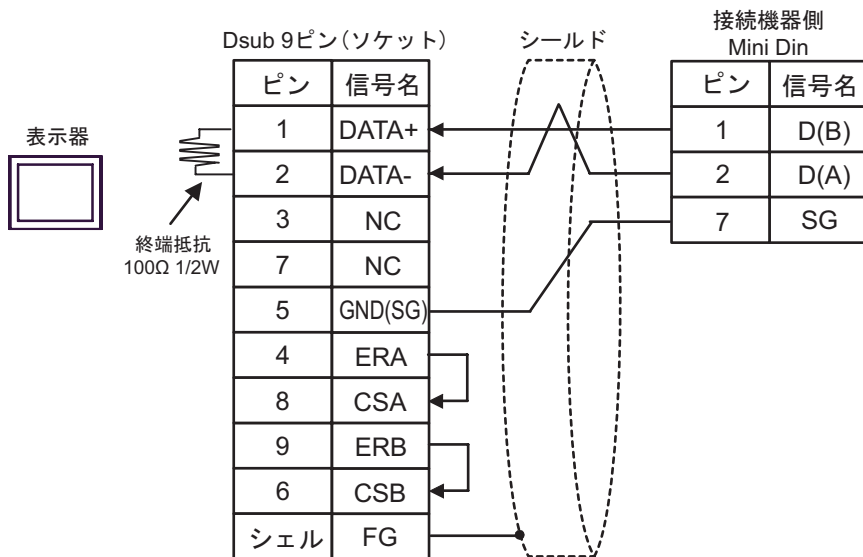 Dsub 9ピン(ソケット)
シールド
接続機器側
Mini Din
表示器
終端抵抗
100Ω 1/2W
ピン 信号名
1 DATA+
2 DATA-
3 NC
7 NC
5 GND(SG)
4 ERA
8 CSA
9 ERB
6 CSB
シェル FG
ピン 信号名
1 D(B)
2 D(A)
7 SG